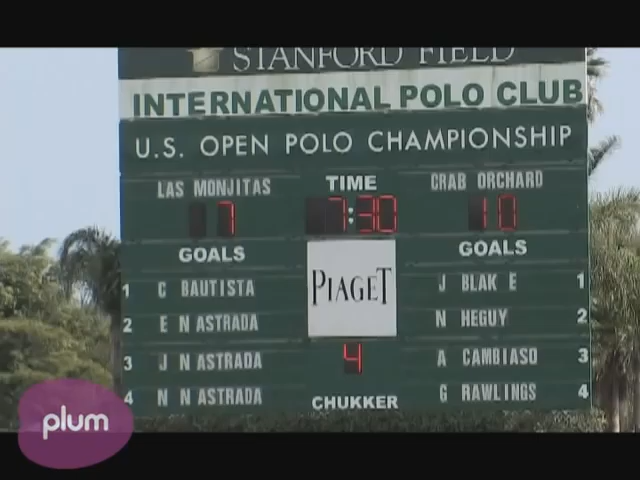 STANFORD FIELD
INTERNATIONAL POLO CLUB
U.S. OPEN POLO CHAMPIONSHIP
LAS MONJITAS TIME CRAB ORCHARD
7 7:30 10
GOALS GOALS
PIAGET
1 C BAUTISTA J BLAK E 1
2 E N ASTRADA N HEGUY 2
3 J N ASTRADA 4 A CAMBIASO 3
4 N N ASTRADA CHUKKER G RAWLINGS 4
plum